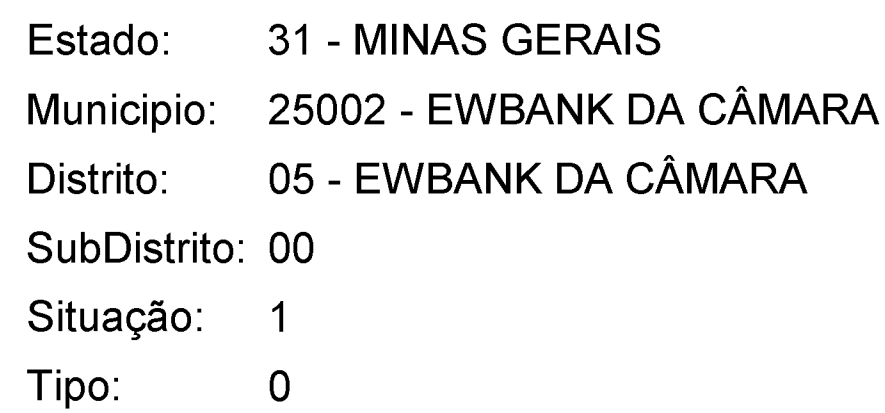 Estado: 31 - MINAS GERAIS
Municipio: 25002 - EWBANK DA CÂMARA
Distrito: 05 - EWBANK DA CÂMARA
SubDistrito: 00
Situação: 1
Tipo: 0